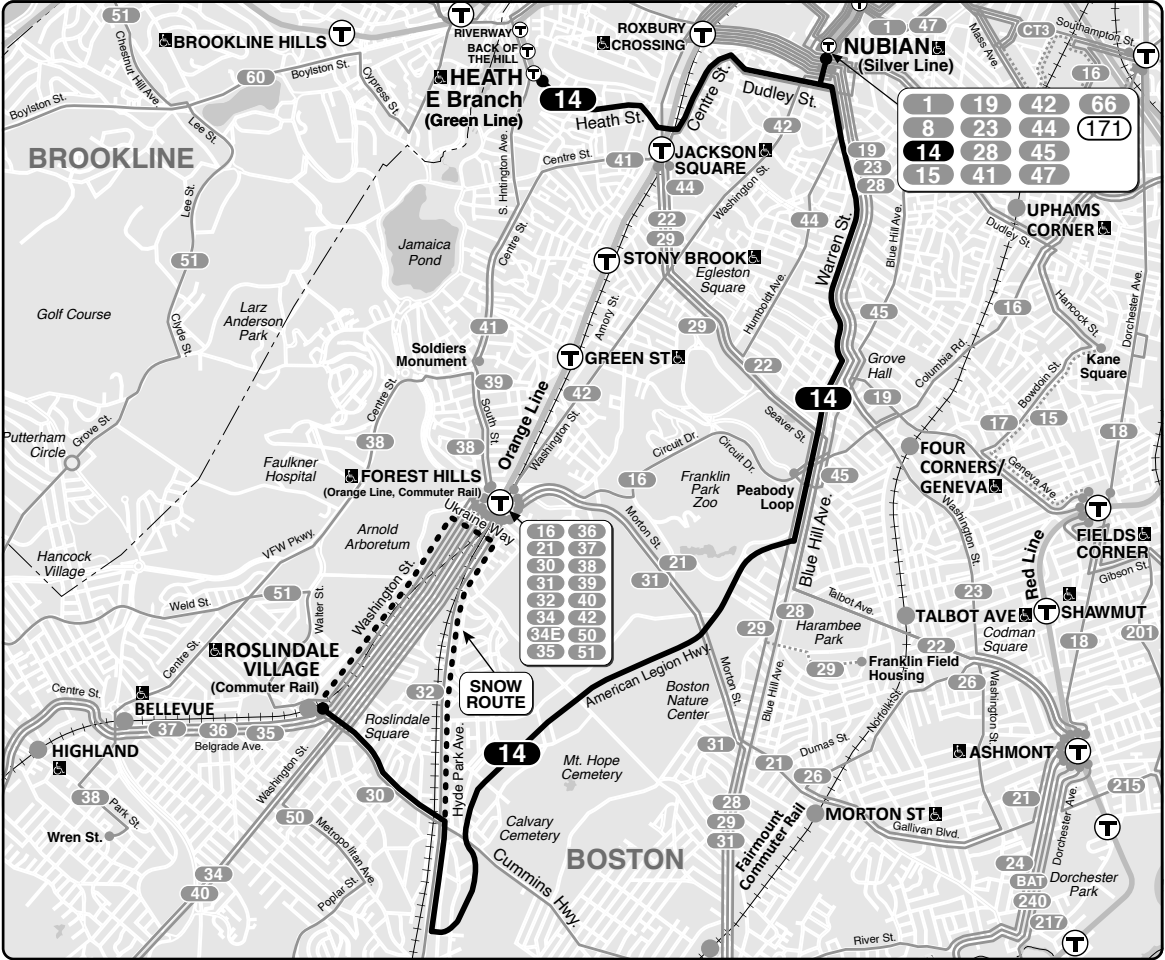 51
Chestnut Hill Ave.
BROOKLINE HILLS
T
T
RIVERWAY
T
BACK OF
THE HILL
T
HEATH
T
E Branch
(Green Line)
14
Heath St.
ROXBURY
CROSSING
T
T
NUBIAN
(Silver Line)
1
47
Mass Ave.
CT3
Southampton St.
T
16
60
Boylston St.
Cypress St.
Boylston St.
Lee St.
BROOKLINE
Lee St.
51
Clyde St.
Golf Course
Larz
Anderson
Park
Jamaica
Pond
S. Hntington Ave.
Centre St.
41
Centre St.
41
Soldiers
Monument
39
South St.
38
Centre St.
38
Centre St.
Dudley St.
42
T
JACKSON
SQUARE
44
Washington St.
22
29
44
T
STONY BROOK
Egleston
Square
Humboldt Ave.
Amory St.
29
22
T
GREEN ST
42
Washington St.
Orange Line
19
23
28
Warren St.
Blue Hill Ave.
45
Grove
Hall
19
14
Seaver St.
1 19 42 66
8 23 44 171
14 28 45
15 41 47
UPHAMS
CORNER
Dudley St.
16
Hancock St.
Dorchester Ave.
Columbia Rd.
Kane
Square
Bowdoin St.
17
15
18
FOUR
CORNERS/
GENEVA
Geneva Ave.
T
FIELDS
CORNER
Gibson St.
Putterham
Circle
Grove St.
Faulkner
Hospital
FOREST HILLS
(Orange Line, Commuter Rail)
T
Ukraine Way
Arnold
Arboretum
VFW Pkwy.
Hancock
Village
Weld St.
51
Walter St.
Washington St.
16 36
21 37
30 38
31 39
32 40
34 42
34E 50
35 51
16
Circuit Dr.
Circuit Dr.
Franklin
Park
Zoo
Peabody
Loop
45
Morton St.
21
31
Blue Hill Ave.
Washington St.
23
Red Line
T
SHAWMUT
TALBOT AVE
Codman
Square
18
201
28
Talbot Ave.
29
Harambee
Park
22
29
Franklin Field
Housing
26
Norfolk St.
Washington St.
ROSLINDALE
VILLAGE
(Commuter Rail)
Centre St.
Centre St.
BELLEVUE
37
36
35
Belgrade Ave.
HIGHLAND
38
Park St.
Wren St.
SNOW
ROUTE
32
Roslindale
Square
Hyde Park Ave.
14
American Legion Hwy.
Boston
Nature
Center
Morton St.
Blue Hill Ave.
Mt. Hope
Cemetery
31
21
Dumas St.
26
ASHMONT
T
30
Washington St.
50
Metropolitan Ave.
Poplar St.
34
40
Calvary
Cemetery
Cummins Hwy.
BOSTON
28
29
31
Fairmount
Commuter Rail
MORTON ST
Gallivan Blvd.
21
215
T
Dorchester Ave.
24
BAT
240
217
Dorchester
Park
River St.
T